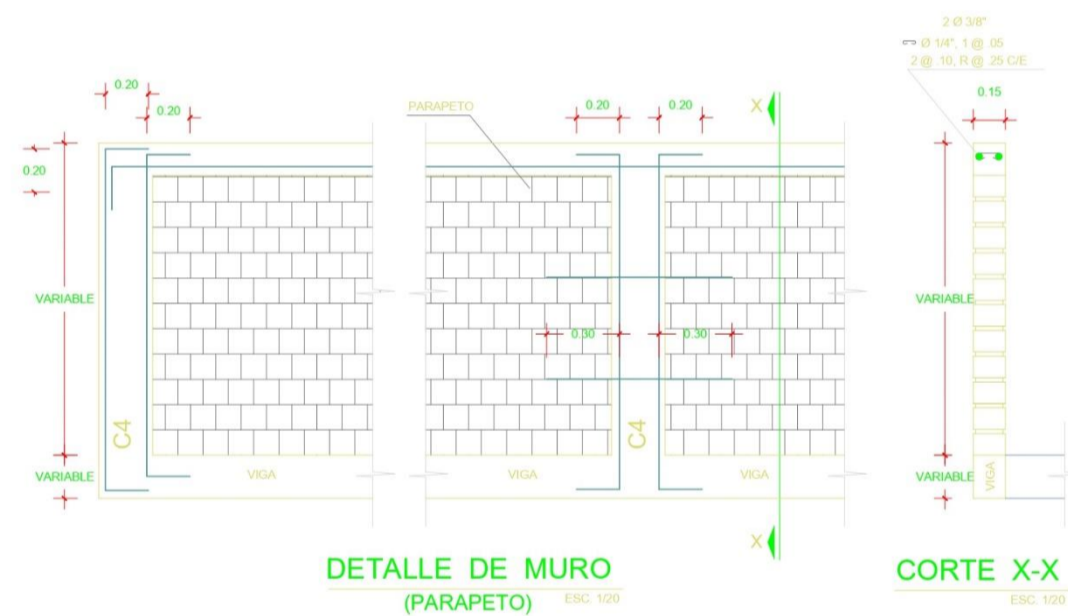 2 Ø 3/8"
Ø 1/4", 1 @ .05
2 @ .10, R @ .25 C/E
0.20
0.20
PARAPETO
0.20
0.20
X
0.15
0.20
VARIABLE
VARIABLE
0.30
0.30
C4
C4
VARIABLE
VIGA
VIGA
VIGA
VARIABLE
VIGA
X
DETALLE DE MURO
(PARAPETO)
ESC. 1/20
CORTE X-X
ESC. 1/20